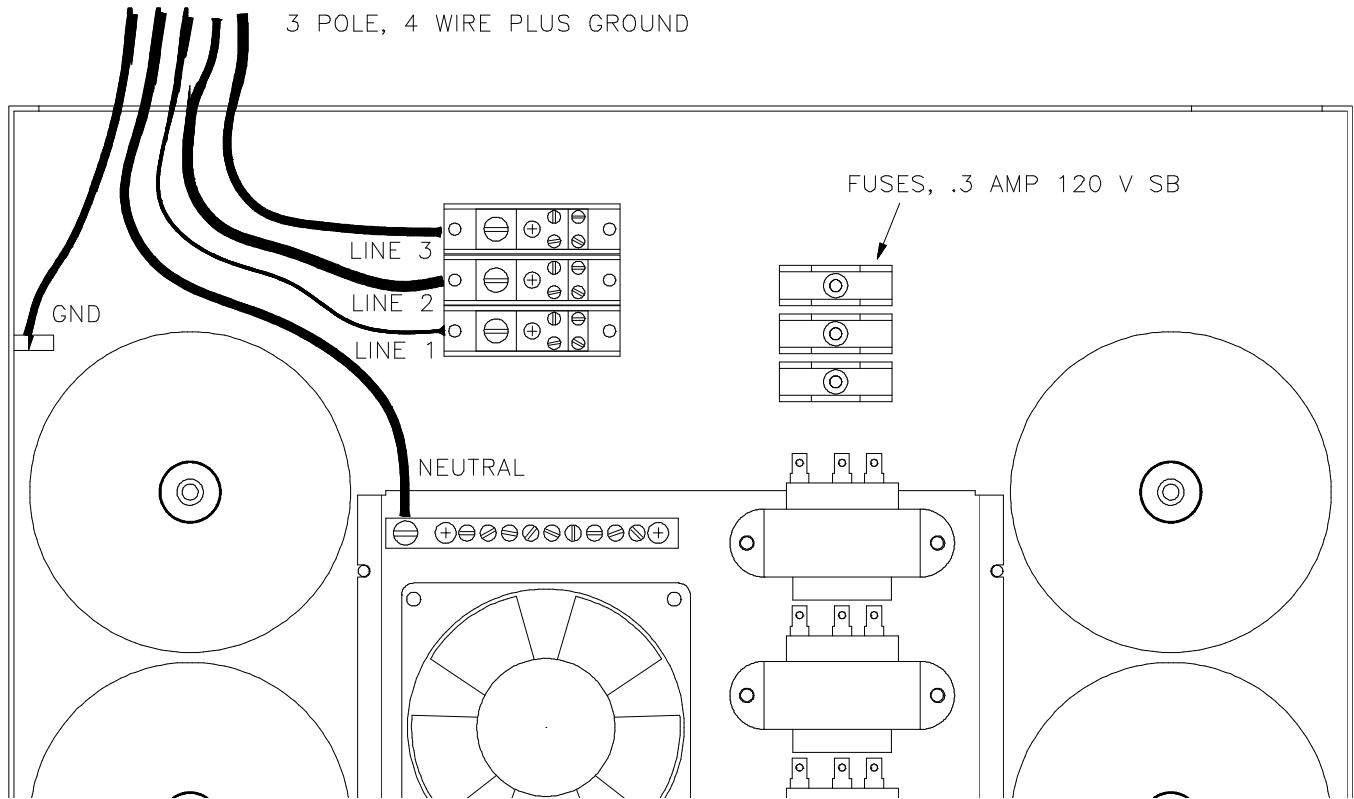 3 POLE, 4 WIRE PLUS GROUND
FUSES, .3 AMP 120 V SB
LINE 3
LINE 2
GND
LINE 1
NEUTRAL